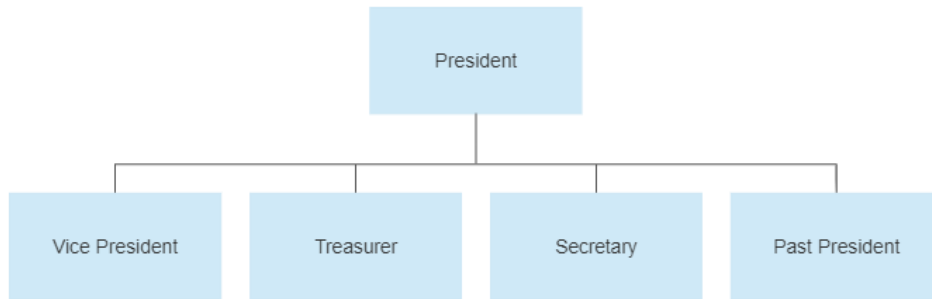 President
Vice President
Treasurer
Secretary
Past President